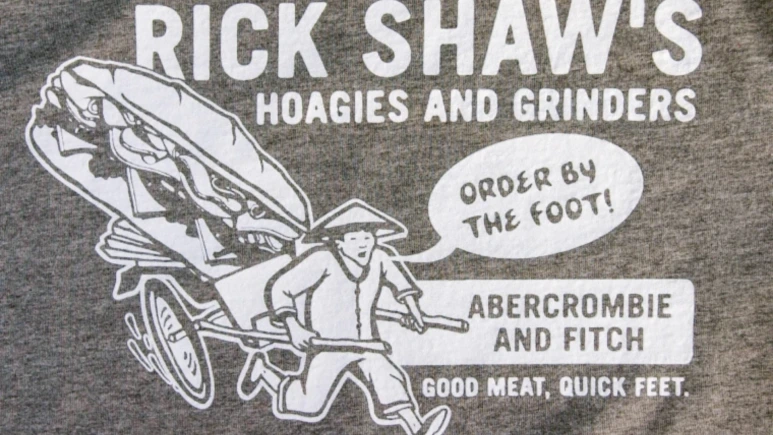 RICK SHAW'S
HOAGIES AND GRINDERS
ORDER BY
THE FOOT!
ABERCROMBIE
AND FITCH
GOOD MEAT, QUICK FEET.